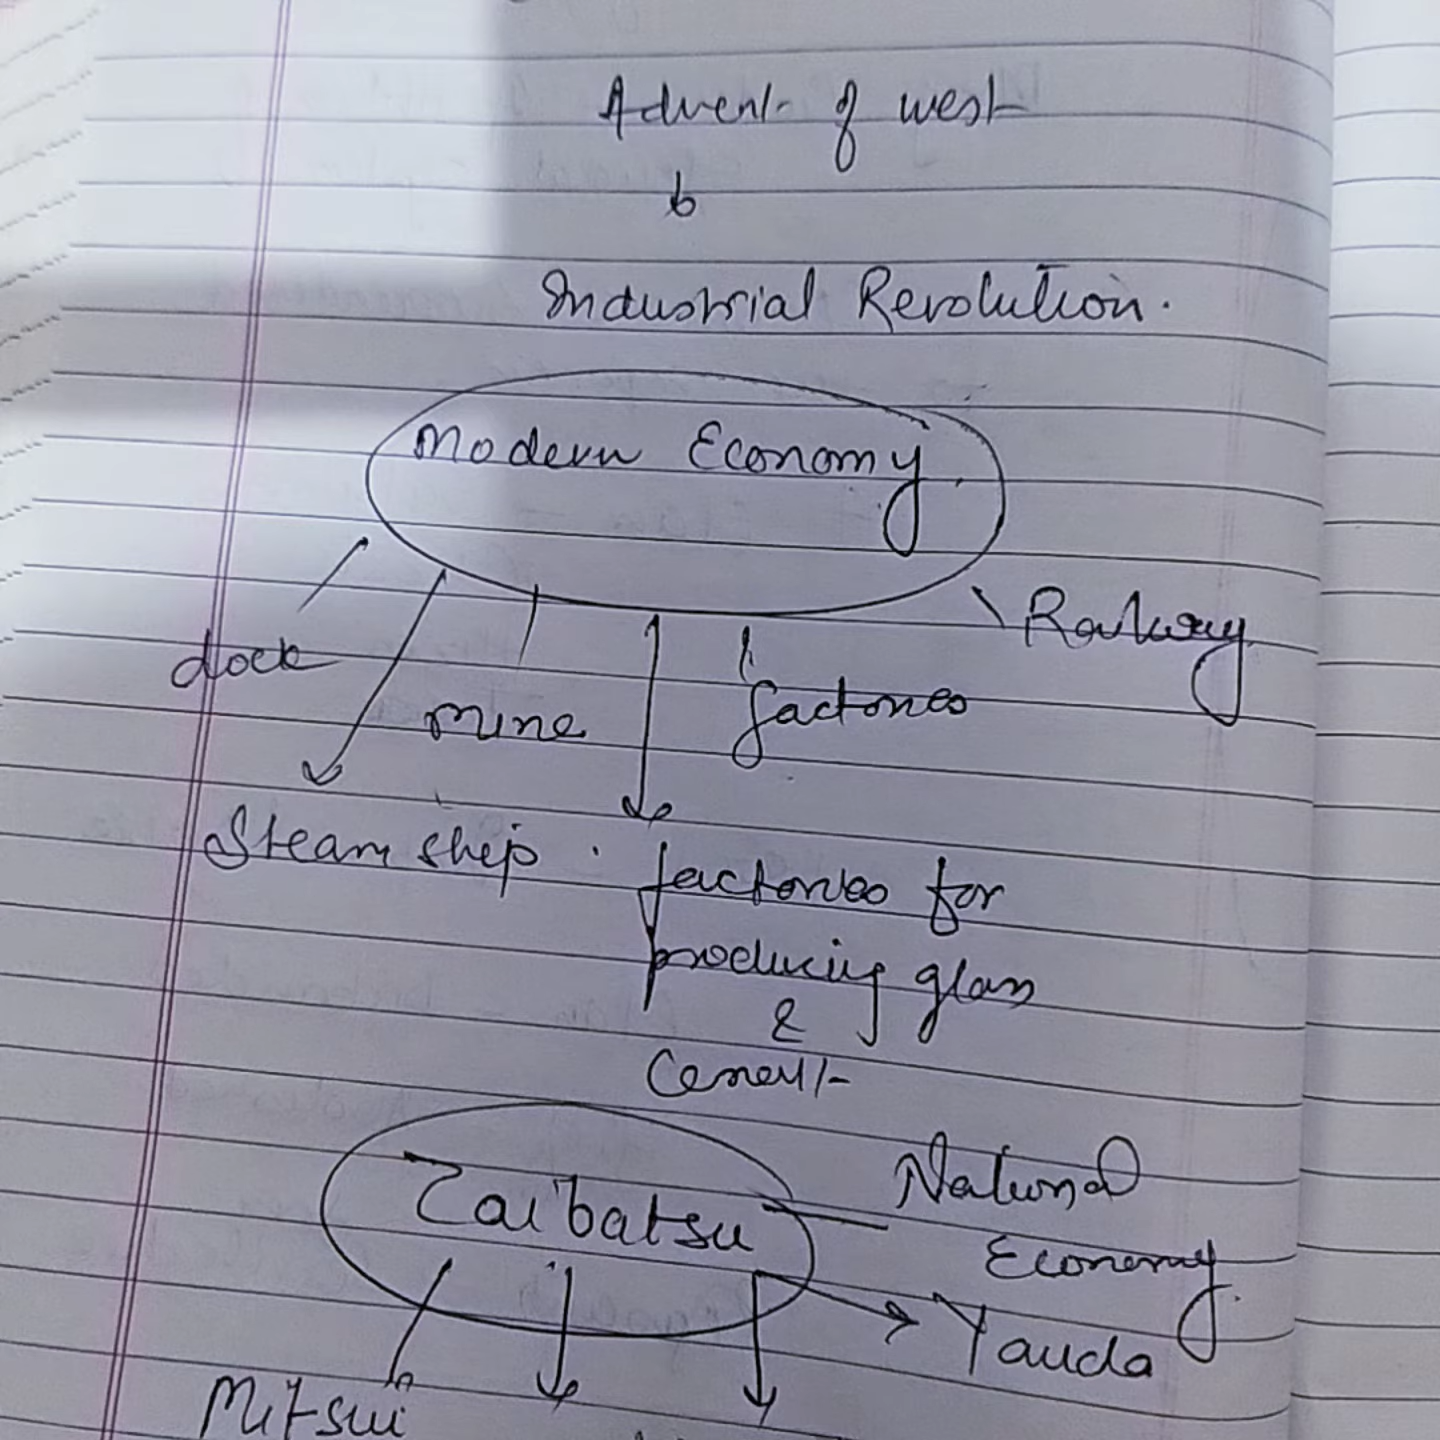 Advent of west
Industrial Revolution.
Modern Economy.
Railway
dock
mine
factories
Steam ship
factories for
producing glass
&
Cement
National
Zaibatsu
Economy
Yauda
Mitsui